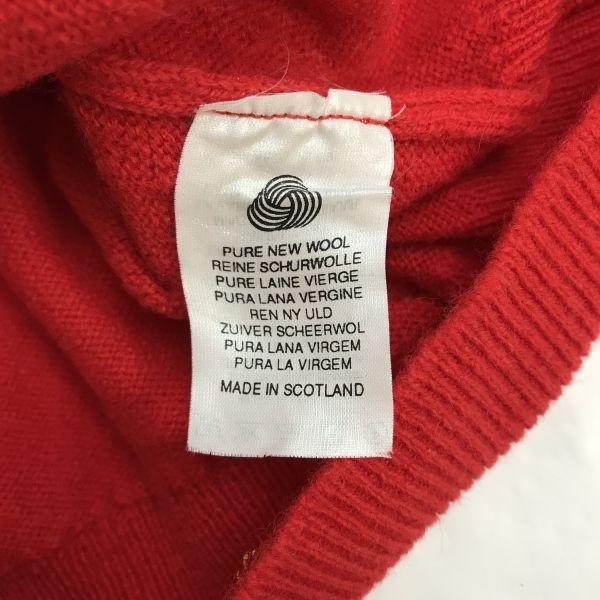 PURE NEW WOOL
REINE SCHURWOLLE
PURE LAINE VIERGE
PURA LANA VERGINE
REN NY ULD
ZUIVER SCHEERWOL
PURA LANA VIRGEM
PURA LA VIRGEM
MADE IN SCOTLAND